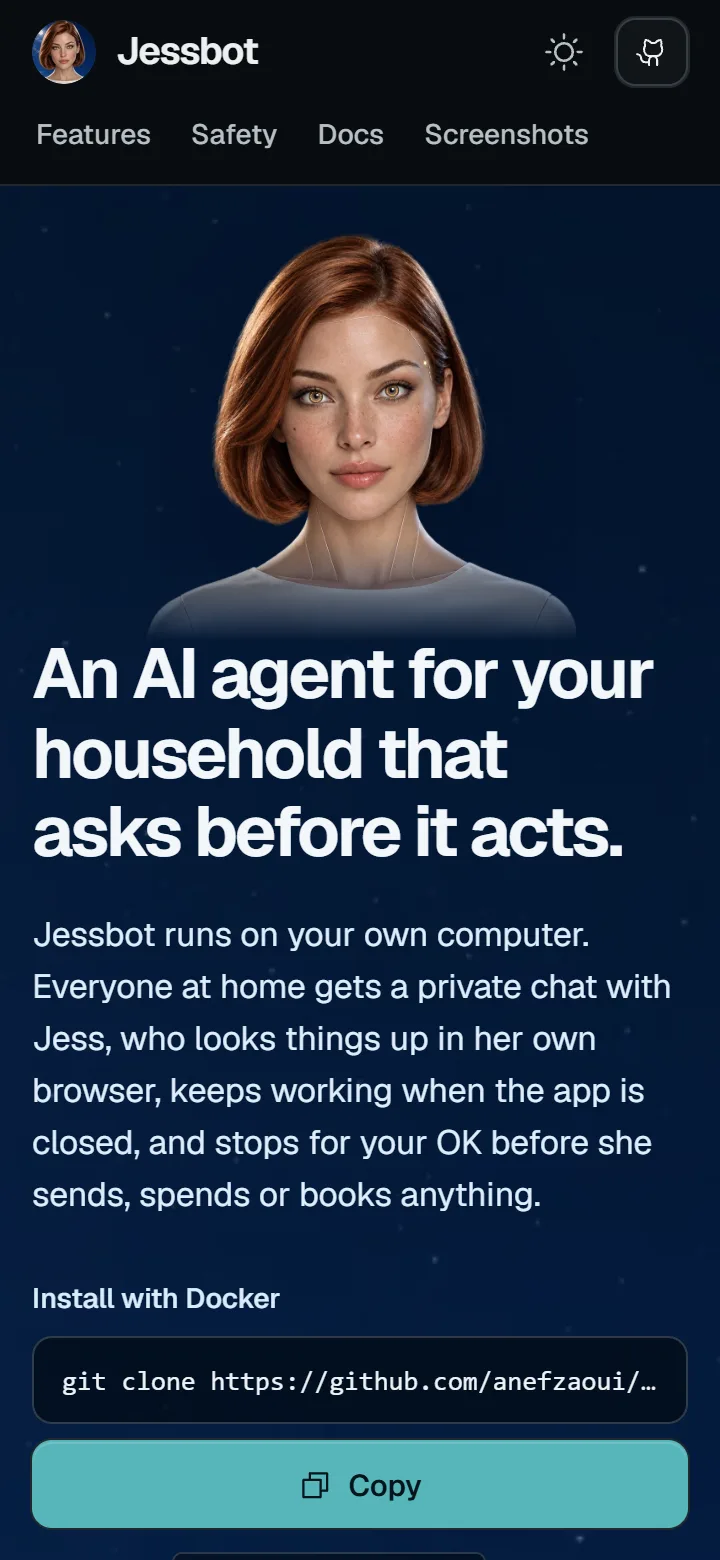 Jessbot
Features Safety Docs Screenshots
An AI agent for your
household that
asks before it acts.
Jessbot runs on your own computer.
Everyone at home gets a private chat with
Jess, who looks things up in her own
browser, keeps working when the app is
closed, and stops for your OK before she
sends, spends or books anything.
Install with Docker
git clone https://github.com/anefzaoui/…
Copy